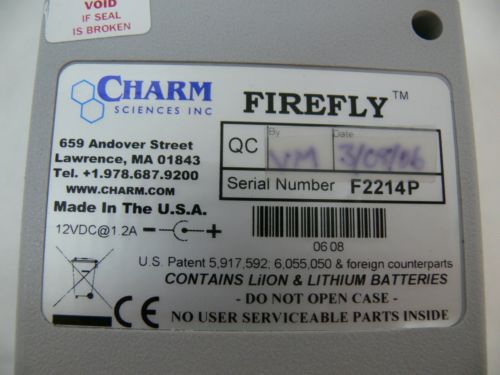 VOID
IF SEAL
IS BROKEN
CHARM
SCIENCES INC
FIREFLY™
659 Andover Street
Lawrence, MA 01843
Tel. +1.978.687.9200
www.CHARM.COM
Made In The U.S.A.
12VDC@1.2A - +
QC By VM Date 3/09/06
Serial Number F2214P
0608
U.S. Patent 5,917,592; 6,055,050 & foreign counterparts
CONTAINS LiION & LITHIUM BATTERIES
- DO NOT OPEN CASE -
NO USER SERVICEABLE PARTS INSIDE
CE